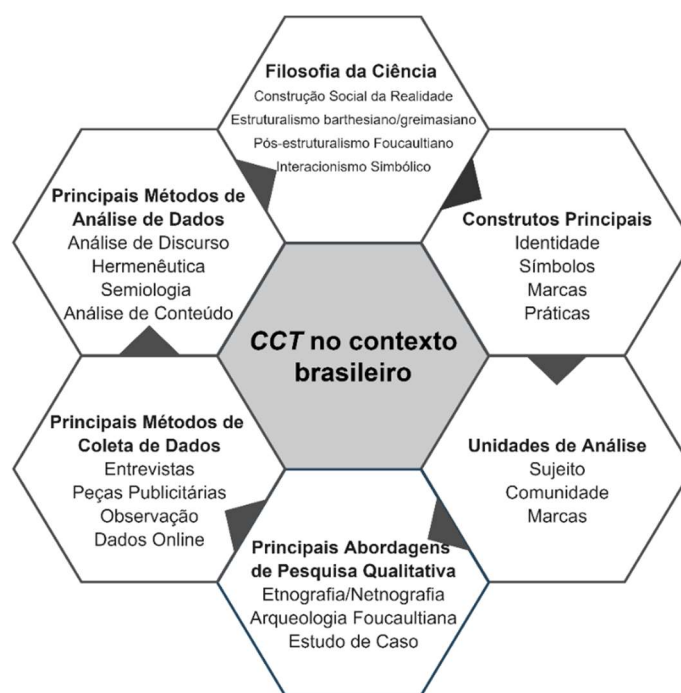 Filosofia da Ciência
Construção Social da Realidade
Estruturalismo barthesiano/greimasiano
Pós-estruturalismo Foucaultiano
Interacionismo Simbólico
Construtos Principais
Identidade
Símbolos
Marcas
Práticas
Unidades de Análise
Sujeito
Comunidade
Marcas
Principais Abordagens
de Pesquisa Qualitativa
Etnografia/Netnografia
Arqueologia Foucaultiana
Estudo de Caso
Principais Métodos de
Coleta de Dados
Entrevistas
Peças Publicitárias
Observação
Dados Online
Principais Métodos de
Análise de Dados
Análise de Discurso
Hermenêutica
Semiologia
Análise de Conteúdo
CCT no contexto
brasileiro